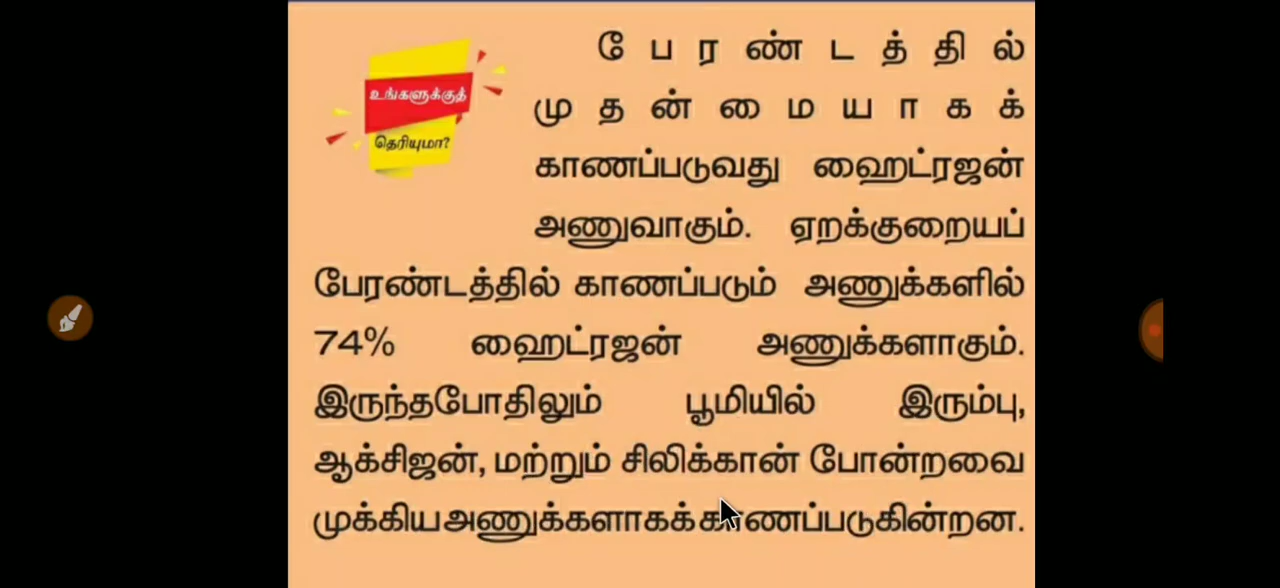 உங்களுக்குத்
தெரியுமா?
பேரண்டத்தில்
முதன்மையாகக்
காணப்படுவது ஹைட்ரஜன்
அணுவாகும். ஏறக்குறையப்
பேரண்டத்தில் காணப்படும் அணுக்களில்
74% ஹைட்ரஜன் அணுக்களாகும்.
இருந்தபோதிலும் பூமியில் இரும்பு,
ஆக்சிஜன், மற்றும் சிலிக்கான் போன்றவை
முக்கிய அணுக்களாகக் காணப்படுகின்றன.